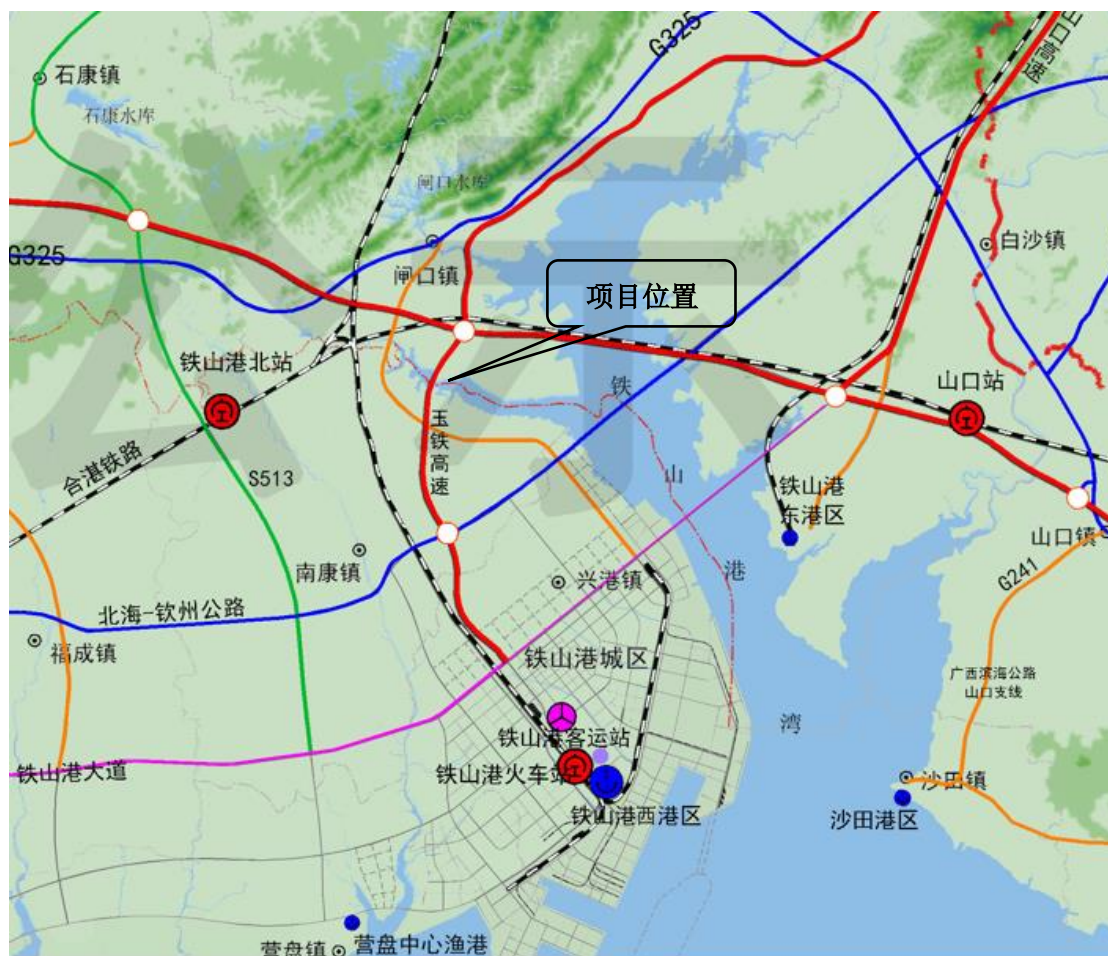 石康镇
石康水库
G325
口高速
闸口水库
白沙镇
G325
闸口镇
项目位置
铁山港北站
铁
山口站
玉铁高速
合湛铁路
S513
山
铁山港
东港区
山口镇
南康镇
港
兴港镇
G241
北海-钦州公路
福成镇
铁山港城区
广西滨海公路
山口支线
湾
铁山港客运站
铁山港大道
铁山港火车站
沙田镇
铁山港西港区
沙田港区
营盘镇
营盘中心渔港
公示